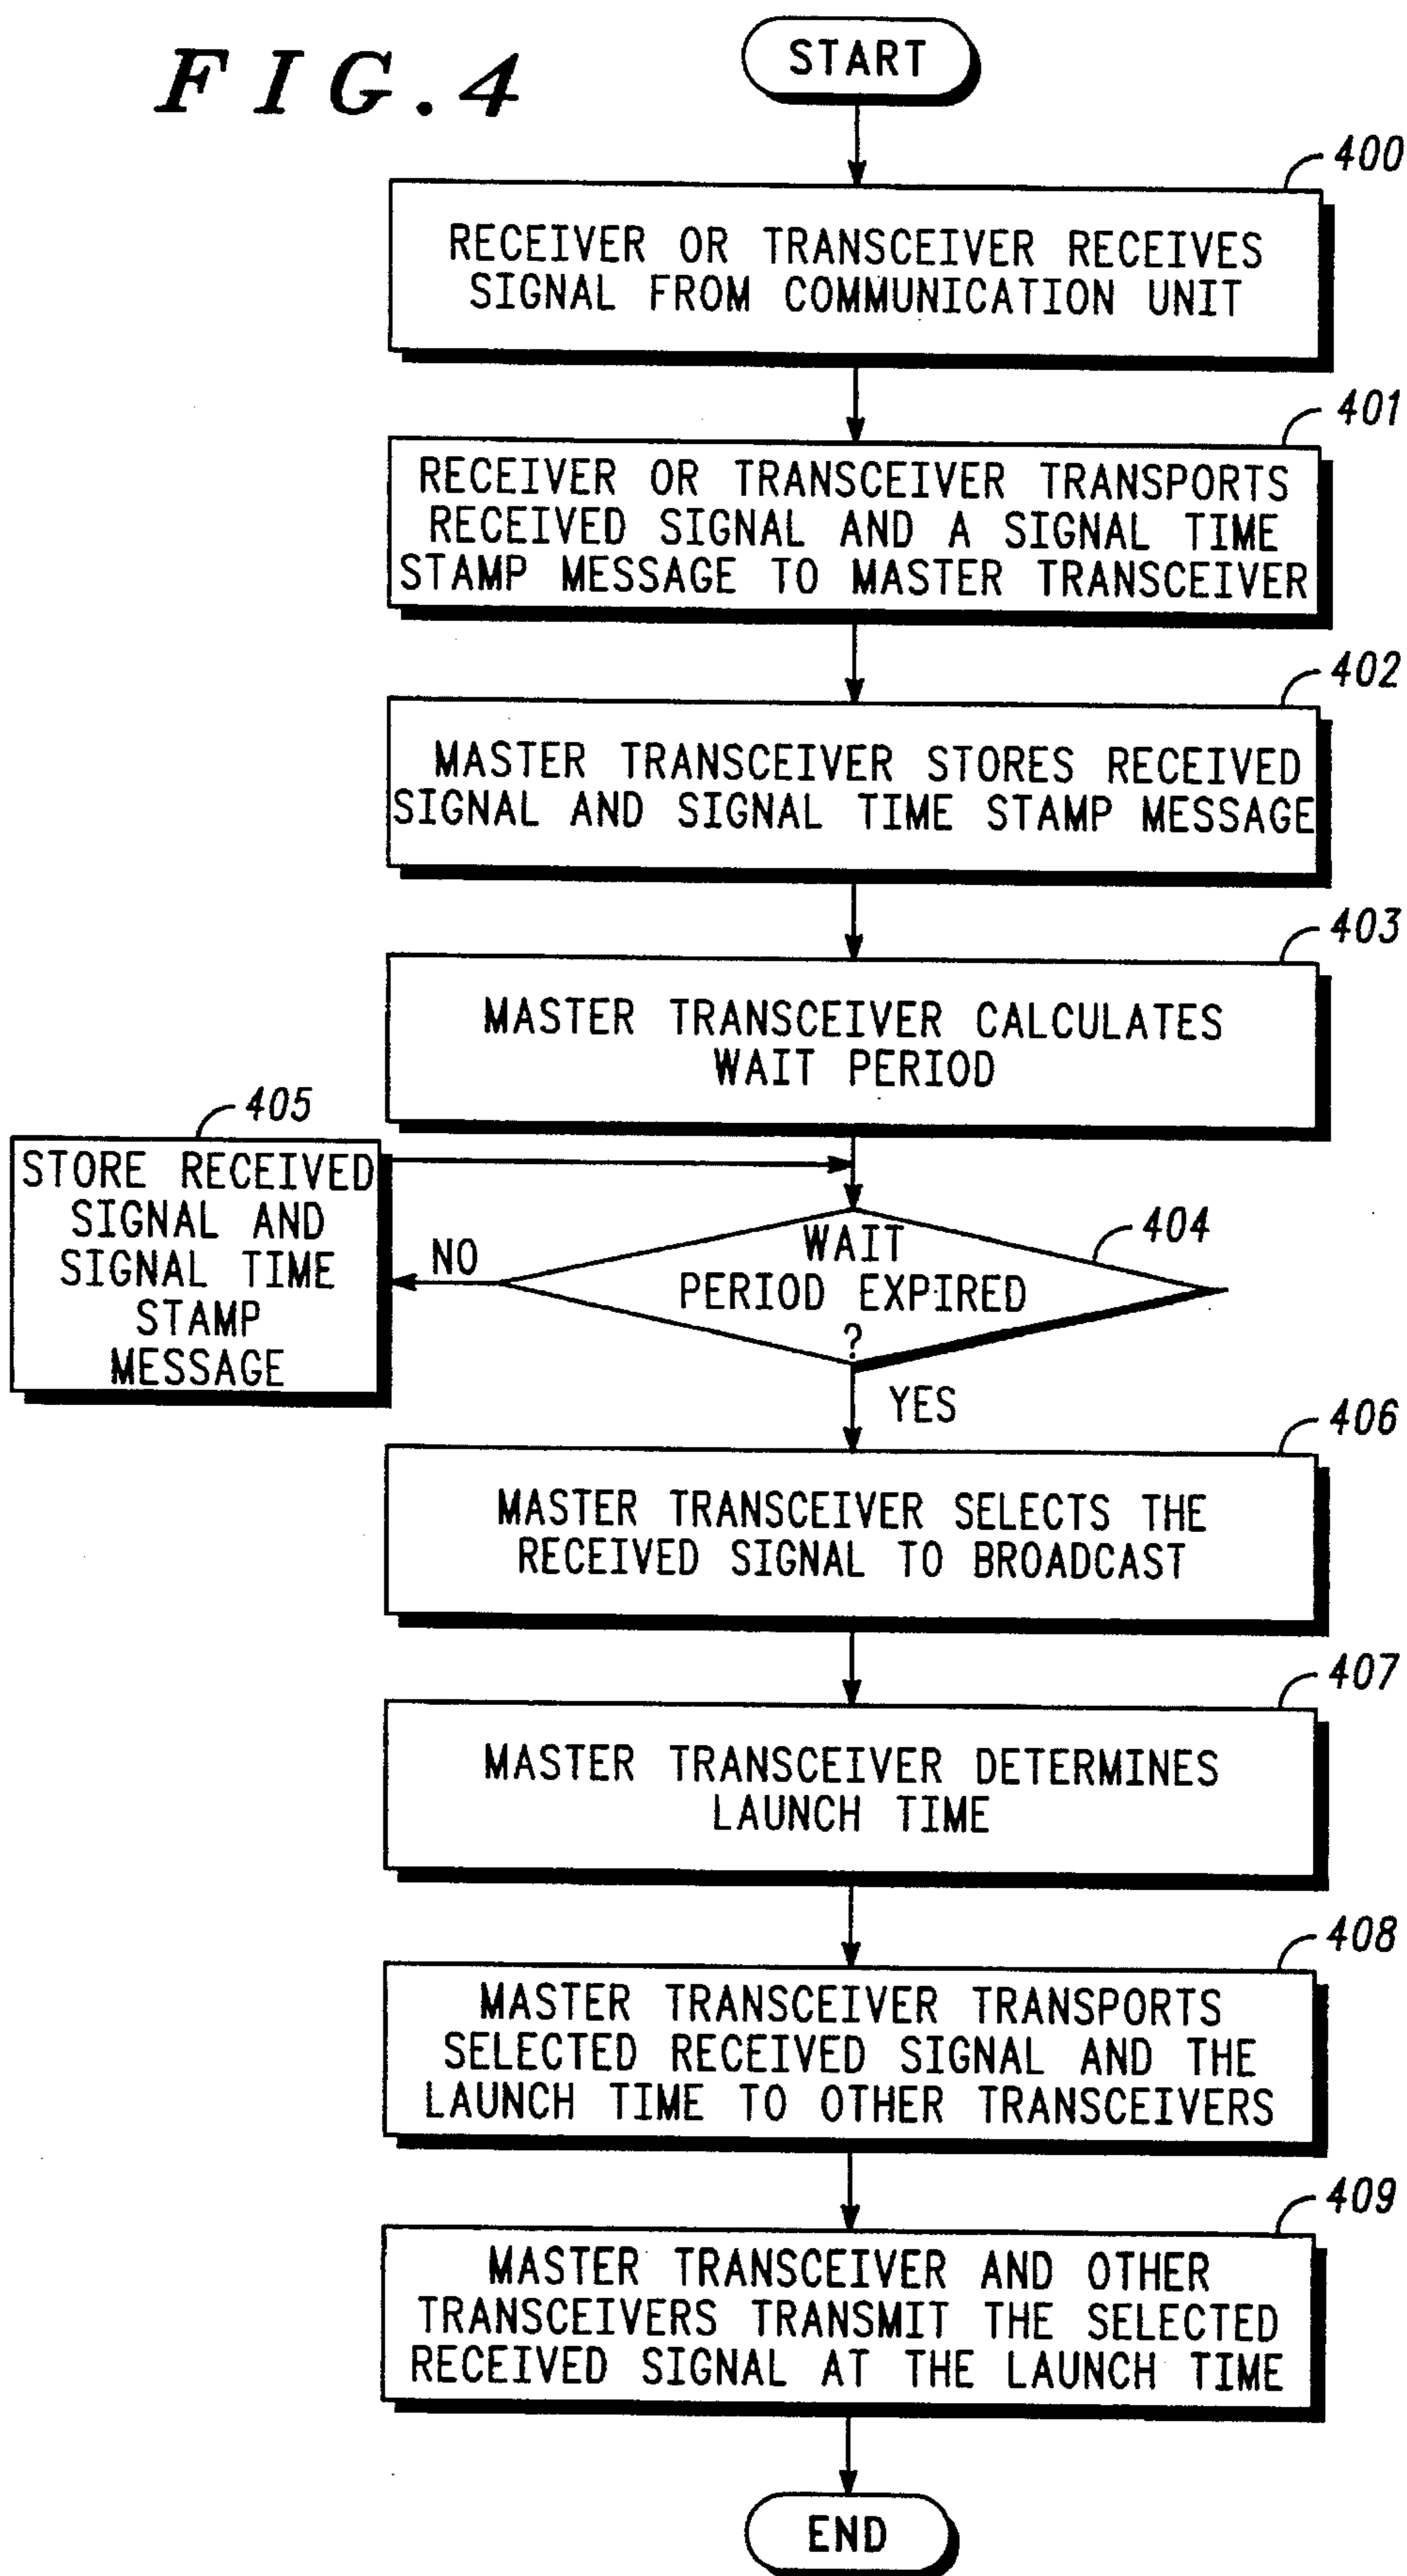 FIG.4
START
400
RECEIVER OR TRANSCEIVER RECEIVES
SIGNAL FROM COMMUNICATION UNIT
401
RECEIVER OR TRANSCEIVER TRANSPORTS
RECEIVED SIGNAL AND A SIGNAL TIME
STAMP MESSAGE TO MASTER TRANSCEIVER
402
MASTER TRANSCEIVER STORES RECEIVED
SIGNAL AND SIGNAL TIME STAMP MESSAGE
403
MASTER TRANSCEIVER CALCULATES
WAIT PERIOD
405
STORE RECEIVED
SIGNAL AND
SIGNAL TIME
STAMP
MESSAGE
NO
404
WAIT
PERIOD EXPIRED
?
YES
406
MASTER TRANSCEIVER SELECTS THE
RECEIVED SIGNAL TO BROADCAST
407
MASTER TRANSCEIVER DETERMINES
LAUNCH TIME
408
MASTER TRANSCEIVER TRANSPORTS
SELECTED RECEIVED SIGNAL AND THE
LAUNCH TIME TO OTHER TRANSCEIVERS
409
MASTER TRANSCEIVER AND OTHER
TRANSCEIVERS TRANSMIT THE SELECTED
RECEIVED SIGNAL AT THE LAUNCH TIME
END